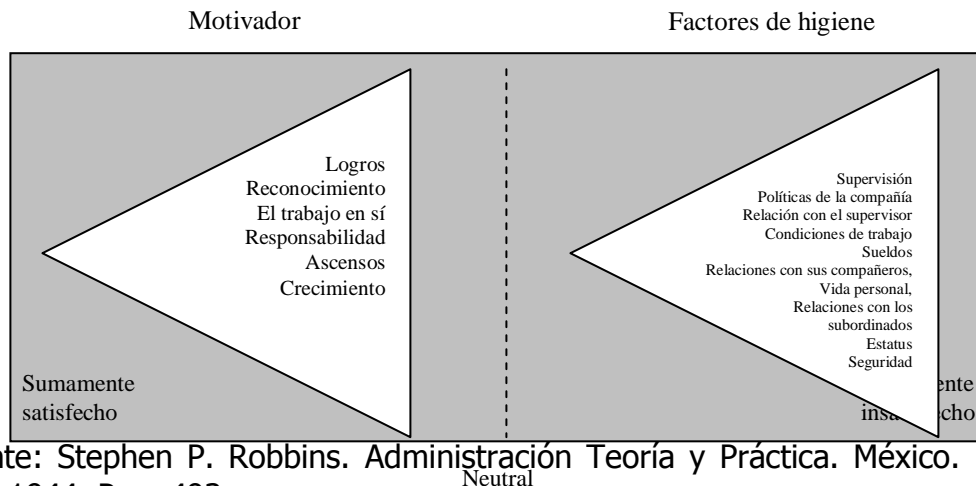 Motivador
Factores de higiene
Logros
Reconocimiento
El trabajo en sí
Responsabilidad
Ascensos
Crecimiento
Supervisión
Políticas de la compañía
Relación con el supervisor
Condiciones de trabajo
Sueldos
Relaciones con sus compañeros,
Vida personal,
Relaciones con los
subordinados
Estatus
Seguridad
Sumamente
satisfecho
Stephen P. Robbins. Administración Teoría y Práctica. México.
Neutral